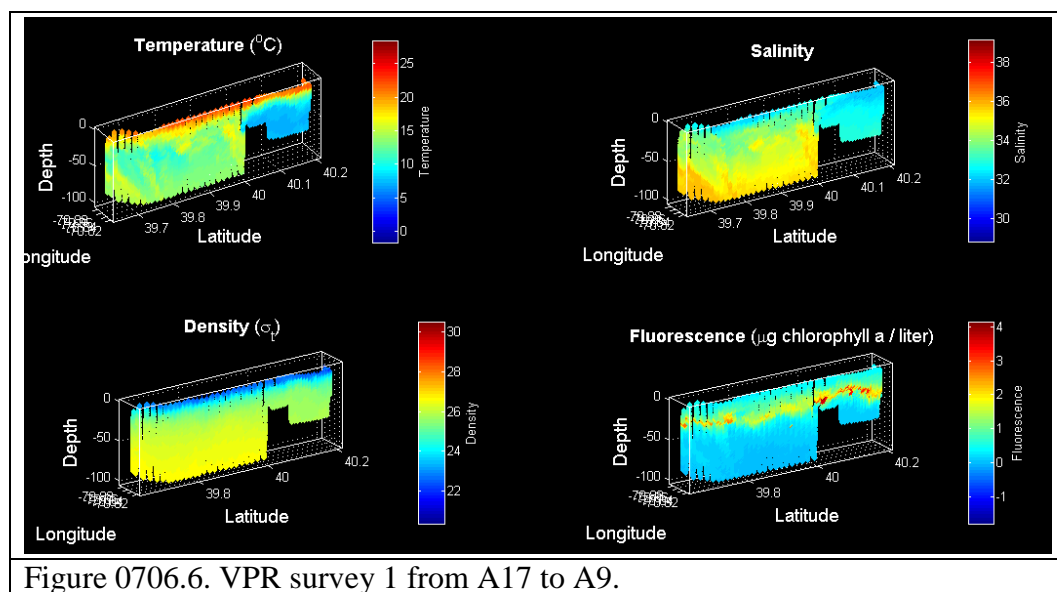 Temperature (°C)
25
20
15
10
5
0
Temperature
0
-50
-100
Depth
39.7
39.8
39.9
40
40.1
40.2
Latitude
ongitude
Salinity
38
36
34
32
30
Salinity
0
-50
-100
Depth
39.7
39.8
39.9
40
40.1
40.2
Latitude
Longitude
Density (σt)
30
28
26
24
22
Density
0
-50
-100
Depth
39.8
40
40.2
Latitude
Longitude
Fluorescence (μg chlorophyll a / liter)
4
3
2
1
0
-1
Fluorescence
0
-50
-100
Depth
39.8
40
40.2
Latitude
Longitude
Figure 0706.6. VPR survey 1 from A17 to A9.